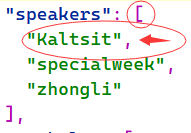 "speakers": [
"Kaltsit",
"specialweek",
"zhongli"
],